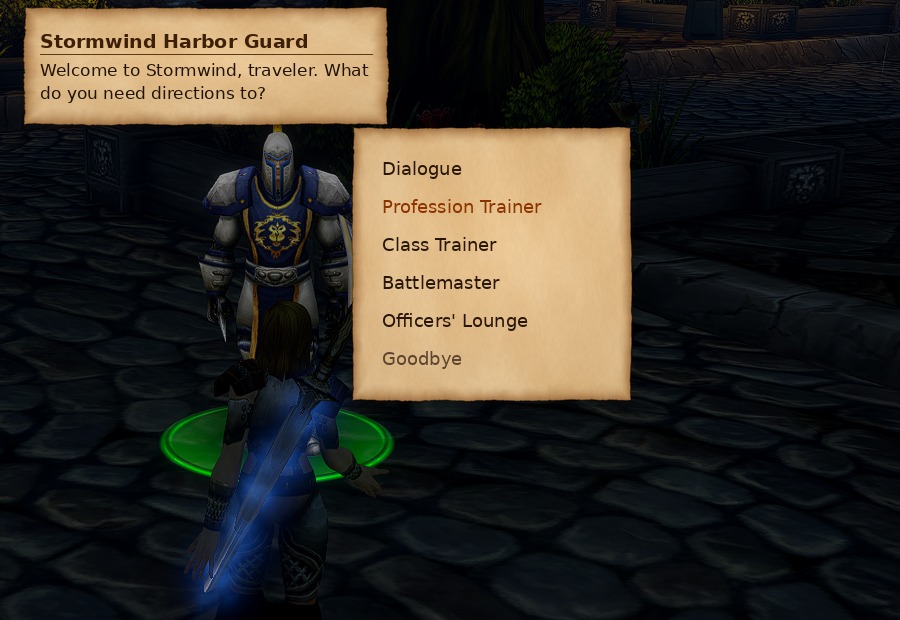 Stormwind Harbor Guard
Welcome to Stormwind, traveler. What
do you need directions to?
Dialogue
Profession Trainer
Class Trainer
Battlemaster
Officers' Lounge
Goodbye